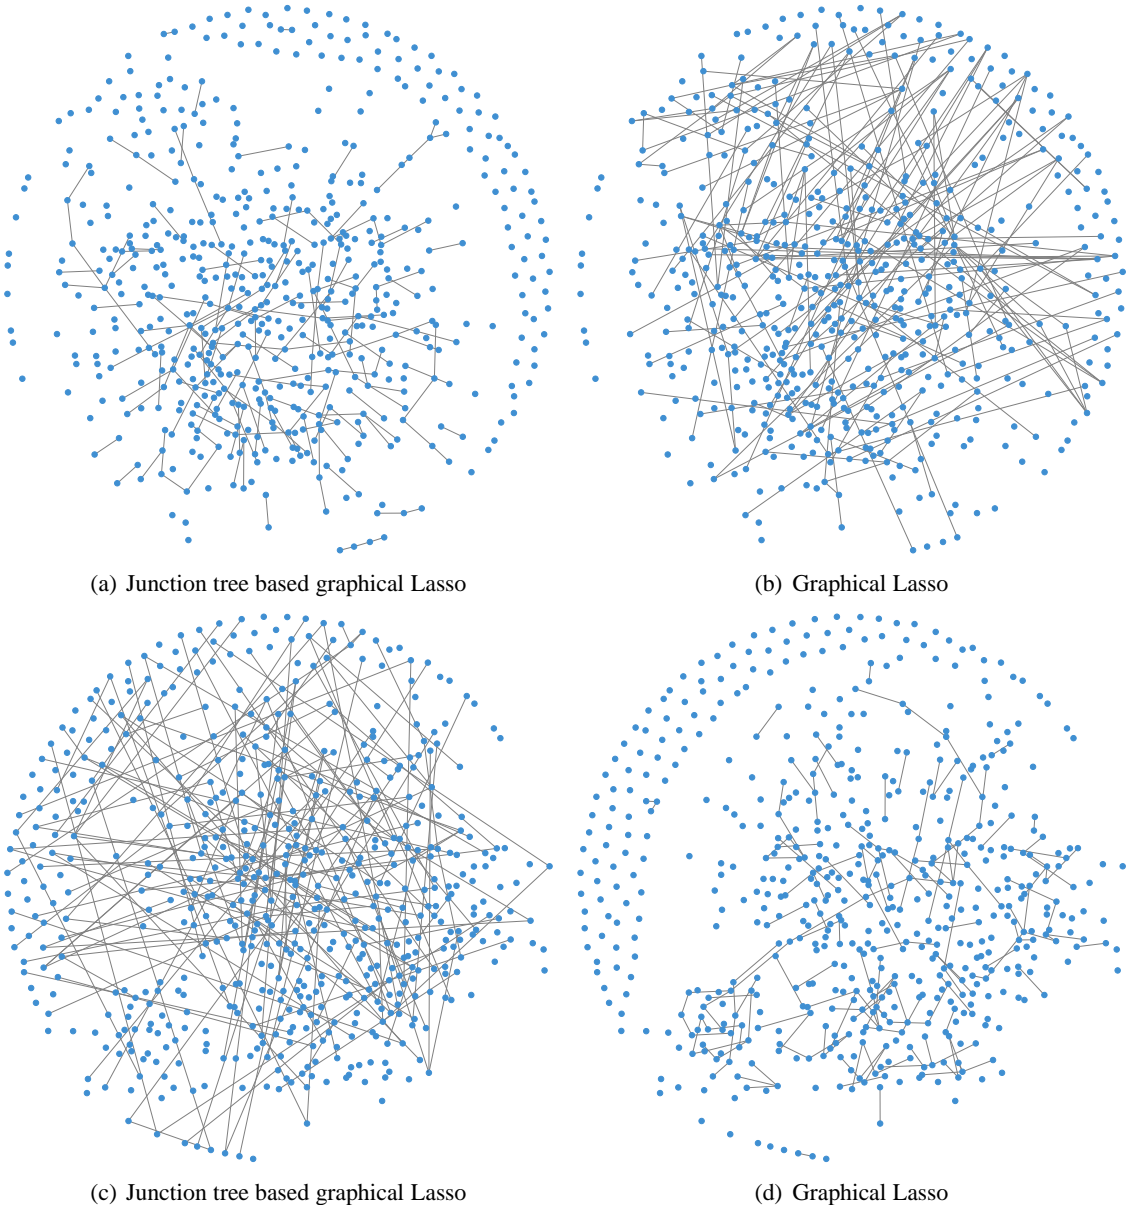 (a) Junction tree based graphical Lasso
(b) Graphical Lasso
(c) Junction tree based graphical Lasso
(d) Graphical Lasso